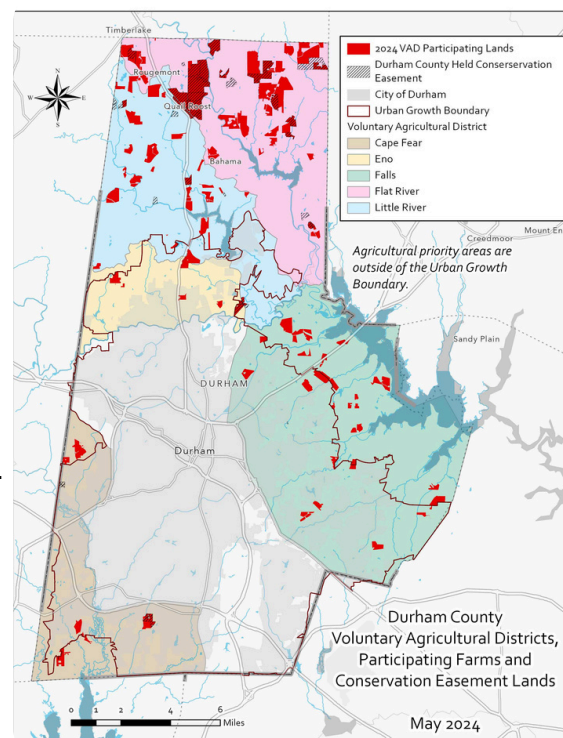 Timberlake
Rougemont
Quail Roost
Bahama
N
W
E
S
2024 VAD Participating Lands
Durham County Held Conserservation
Easement
City of Durham
Urban Growth Boundary
Voluntary Agricultural District
Cape Fear
Eno
Falls
Flat River
Little River
Creedmoor
Mount En
Agricultural priority areas are
outside of the Urban Growth
Boundary.
Sandy Plain
DURHAM
Durham
Durham County
Voluntary Agricultural Districts,
Participating Farms and
Conservation Easement Lands
May 2024
0 2 4 6
Miles